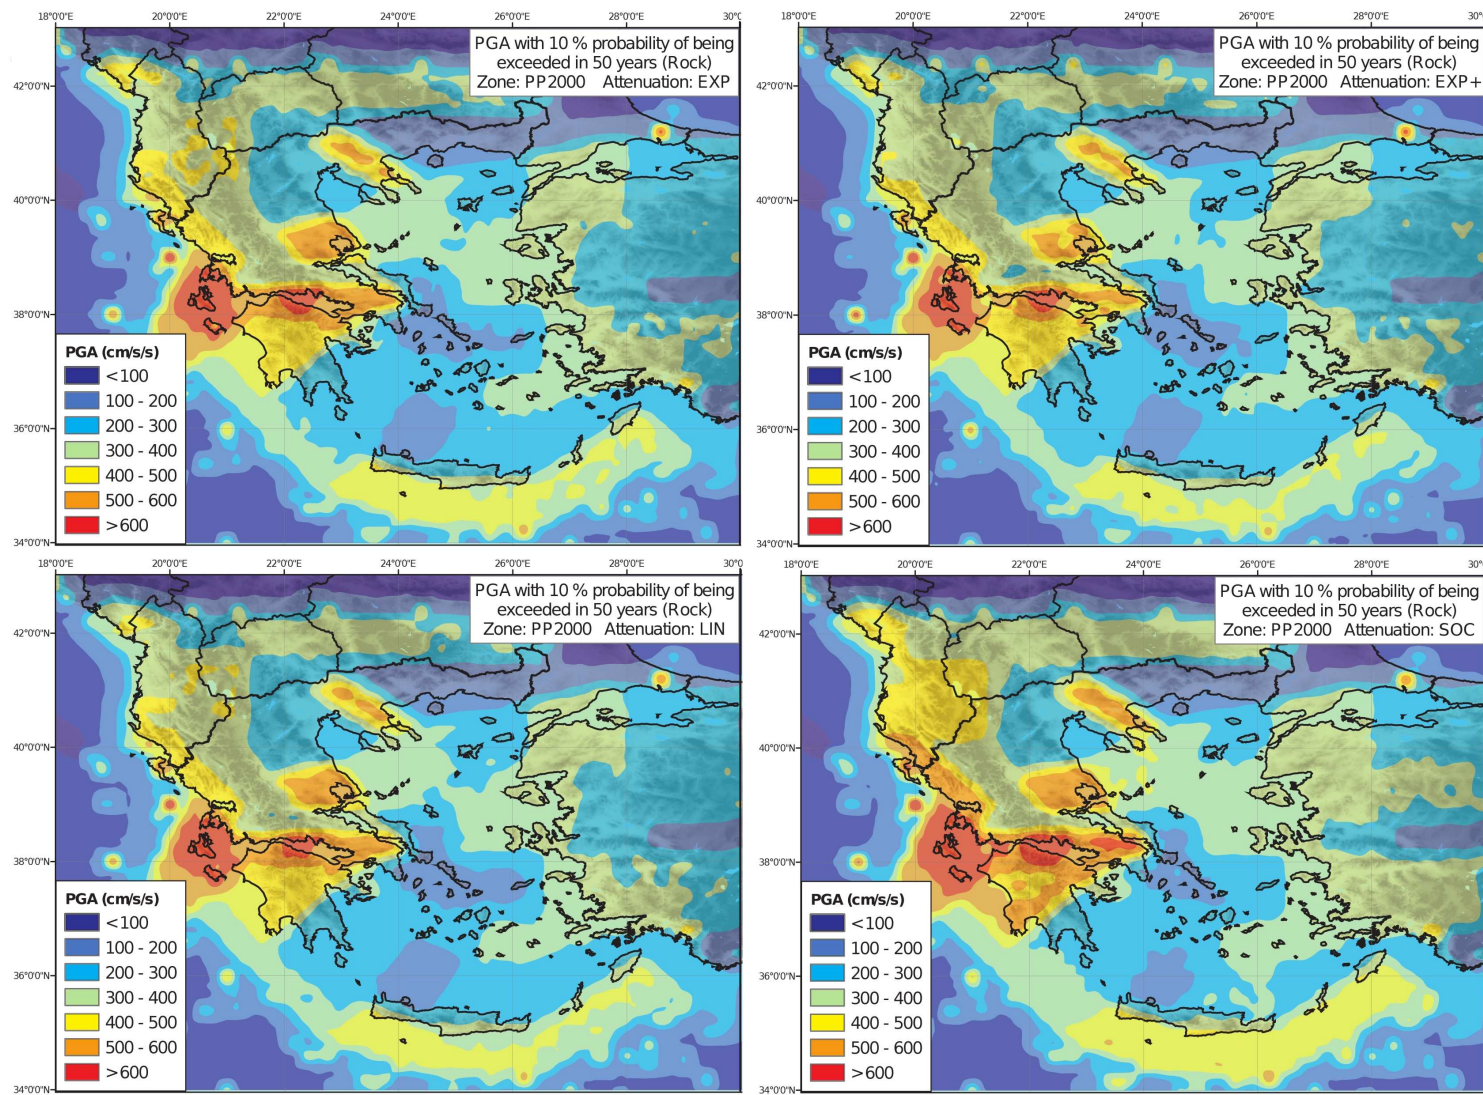 18°0'0"E 20°0'0"E 22°0'0"E 24°0'0"E 26°0'0"E 28°0'0"E 30°0
PGA with 10 % probability of being
exceeded in 50 years (Rock)
Zone: PP2000 Attenuation: EXP
42°0'0"N
40°0'0"N
38°0'0"N
36°0'0"N
34°0'0"N
PGA (cm/s/s)
<100
100 - 200
200 - 300
300 - 400
400 - 500
500 - 600
>600
18°0'0"E 20°0'0"E 22°0'0"E 24°0'0"E 26°0'0"E 28°0'0"E 30°
PGA with 10 % probability of being
exceeded in 50 years (Rock)
Zone: PP2000 Attenuation: EXP+
42°0'0"N
40°0'0"N
38°0'0"N
36°0'0"N
34°0'0"N
PGA (cm/s/s)
<100
100 - 200
200 - 300
300 - 400
400 - 500
500 - 600
>600
18°0'0"E 20°0'0"E 22°0'0"E 24°0'0"E 26°0'0"E 28°0'0"E 30°0
PGA with 10 % probability of being
exceeded in 50 years (Rock)
Zone: PP2000 Attenuation: LIN
42°0'0"N
40°0'0"N
38°0'0"N
36°0'0"N
34°0'0"N
PGA (cm/s/s)
<100
100 - 200
200 - 300
300 - 400
400 - 500
500 - 600
>600
18°0'0"E 20°0'0"E 22°0'0"E 24°0'0"E 26°0'0"E 28°0'0"E 30°
PGA with 10 % probability of being
exceeded in 50 years (Rock)
Zone: PP2000 Attenuation: SOC
42°0'0"N
40°0'0"N
38°0'0"N
36°0'0"N
34°0'0"N
PGA (cm/s/s)
<100
100 - 200
200 - 300
300 - 400
400 - 500
500 - 600
>600